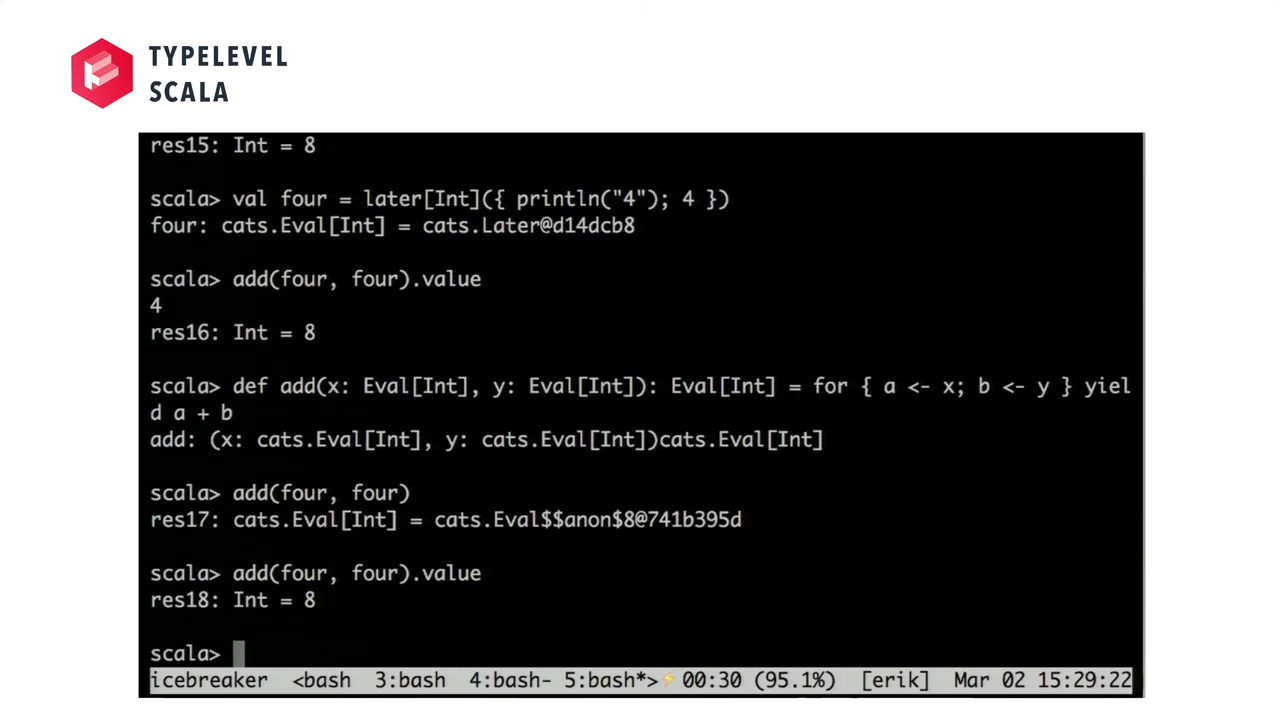 TYPELEVEL
SCALA
res15: Int = 8
scala> val four = later[Int]({ println("4"); 4 })
four: cats.Eval[Int] = cats.Later@d14dcb8
scala> add(four, four).value
4
res16: Int = 8
scala> def add(x: Eval[Int], y: Eval[Int]): Eval[Int] = for { a <- x; b <- y } yiel
d a + b
add: (x: cats.Eval[Int], y: cats.Eval[Int])cats.Eval[Int]
scala> add(four, four)
res17: cats.Eval[Int] = cats.Eval$$anon$8@741b395d
scala> add(four, four).value
res18: Int = 8
scala>
icebreaker <bash 3:bash 4:bash- 5:bash*>⚡00:30 (95.1%) [erik] Mar 02 15:29:22